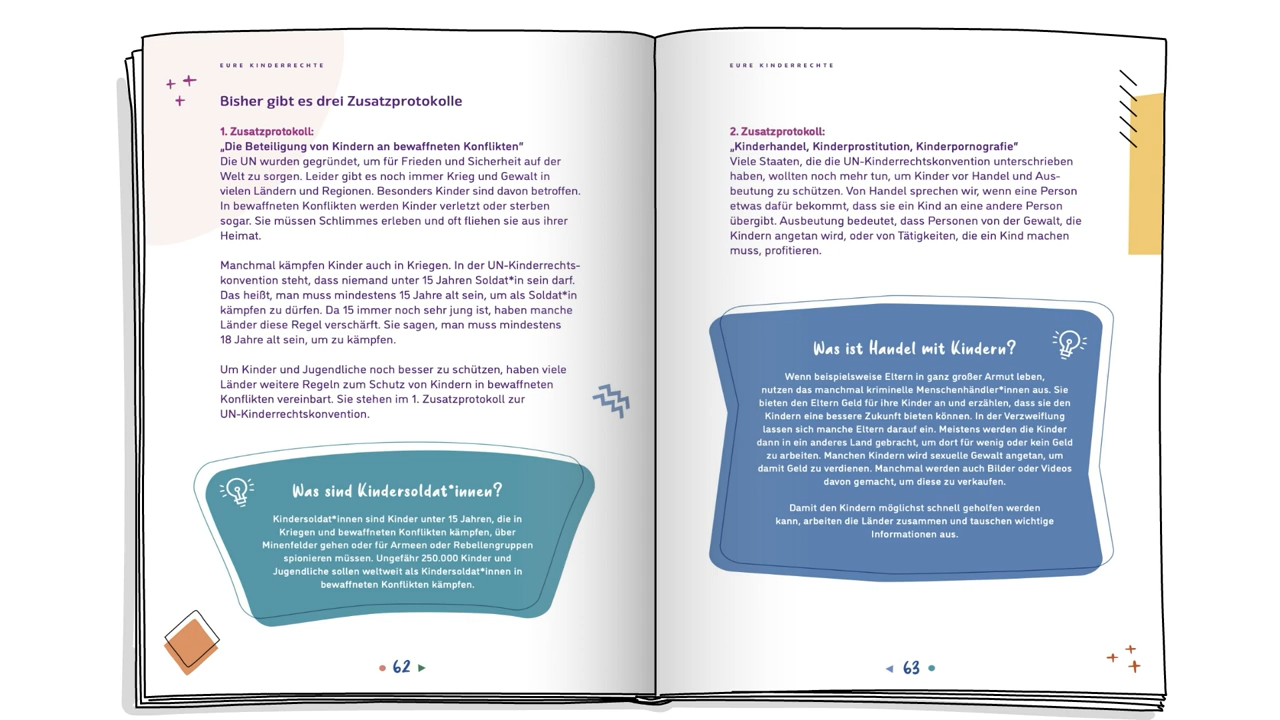 EURE KINDERRECHTE
Bisher gibt es drei Zusatzprotokolle
1. Zusatzprotokoll:
„Die Beteiligung von Kindern an bewaffneten Konflikten“
Die UN wurden gegründet, um für Frieden und Sicherheit auf der
Welt zu sorgen. Leider gibt es noch immer Krieg und Gewalt in
vielen Ländern und Regionen. Besonders Kinder sind davon betroffen.
In bewaffneten Konflikten werden Kinder verletzt oder sterben
sogar. Sie müssen Schlimmes erleben und oft fliehen sie aus ihrer
Heimat.
Manchmal kämpfen Kinder auch in Kriegen. In der UN-Kinderrechts-
konvention steht, dass niemand unter 15 Jahren Soldat*in sein darf.
Das heißt, man muss mindestens 15 Jahre alt sein, um als Soldat*in
kämpfen zu dürfen. Da 15 immer noch sehr jung ist, haben manche
Länder diese Regel verschärft. Sie sagen, man muss mindestens
18 Jahre alt sein, um zu kämpfen.
Um Kinder und Jugendliche noch besser zu schützen, haben viele
Länder weitere Regeln zum Schutz von Kindern in bewaffneten
Konflikten vereinbart. Sie stehen im 1. Zusatzprotokoll zur
UN-Kinderrechtskonvention.
Was sind Kindersoldat*innen?
Kindersoldat*innen sind Kinder unter 15 Jahren, die in
Kriegen und bewaffneten Konflikten kämpfen, über
Minenfelder gehen oder für Armeen oder Rebellengruppen
spionieren müssen. Ungefähr 250.000 Kinder und
Jugendliche sollen weltweit als Kindersoldat*innen in
bewaffneten Konflikten kämpfen.
62
EURE KINDERRECHTE
2. Zusatzprotokoll:
„Kinderhandel, Kinderprostitution, Kinderpornografie“
Viele Staaten, die die UN-Kinderrechtskonvention unterschrieben
haben, wollten noch mehr tun, um Kinder vor Handel und Aus-
beutung zu schützen. Von Handel sprechen wir, wenn eine Person
etwas dafür bekommt, dass sie ein Kind an eine andere Person
übergibt. Ausbeutung bedeutet, dass Personen von der Gewalt, die
Kindern angetan wird, oder von Tätigkeiten, die ein Kind machen
muss, profitieren.
Was ist Handel mit Kindern?
Wenn beispielsweise Eltern in ganz großer Armut leben,
nutzen das manchmal kriminelle Menschenhändler*innen aus. Sie
bieten den Eltern Geld für ihre Kinder an und erzählen, dass sie den
Kindern eine bessere Zukunft bieten können. In der Verzweiflung
lassen sich manche Eltern darauf ein. Meistens werden die Kinder
dann in ein anderes Land gebracht, um dort für wenig oder kein Geld
zu arbeiten. Manchen Kindern wird sexuelle Gewalt angetan, um
damit Geld zu verdienen. Manchmal werden auch Bilder oder Videos
davon gemacht, um diese zu verkaufen.
Damit den Kindern möglichst schnell geholfen werden
kann, arbeiten die Länder zusammen und tauschen wichtige
Informationen aus.
63